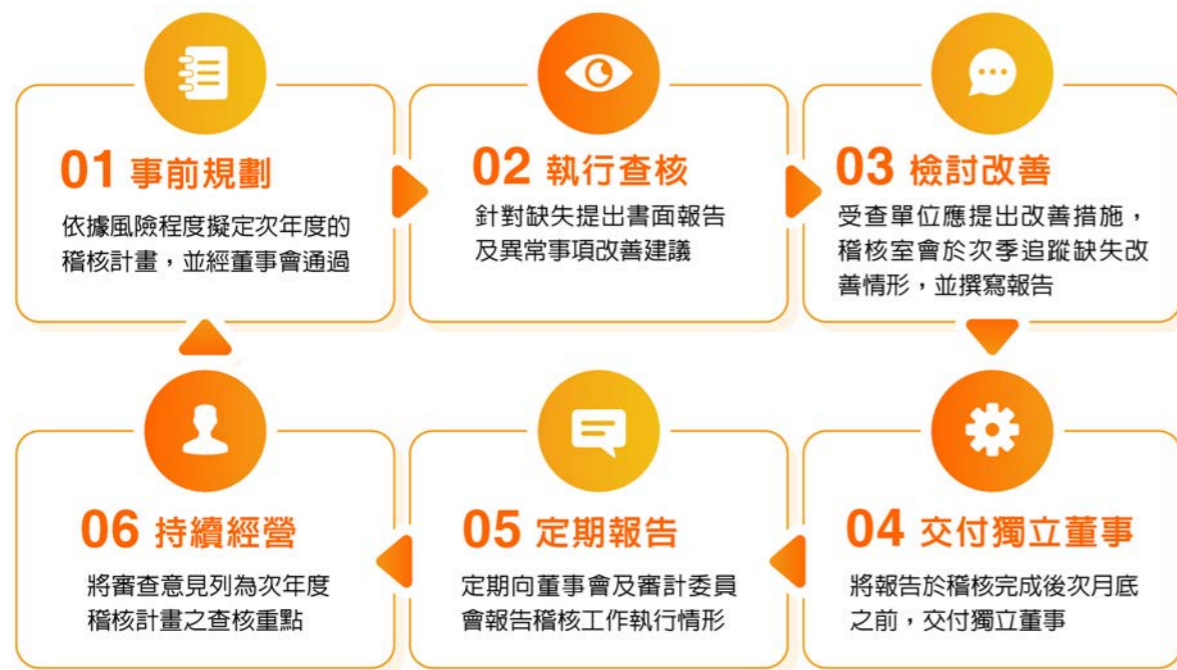 01 事前規劃
依據風險程度擬定次年度的
稽核計畫，並經董事會通過
02 執行查核
針對缺失提出書面報告
及異常事項改善建議
03 檢討改善
受查單位應提出改善措施，
稽核室會於次季追蹤缺失改
善情形，並撰寫報告
04 交付獨立董事
將報告於稽核完成後次月底
之前，交付獨立董事
05 定期報告
定期向董事會及審計委員
會報告稽核工作執行情形
06 持續經營
將審查意見列為次年度
稽核計畫之查核重點